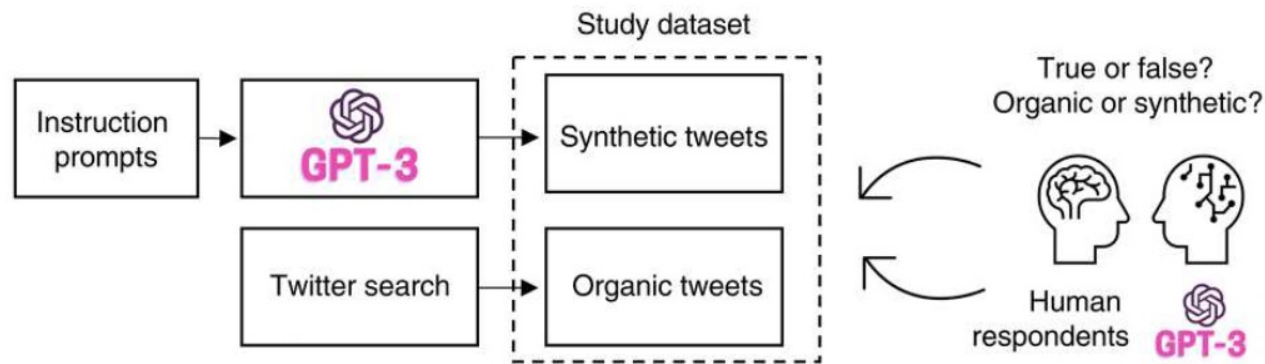 Study dataset
True or false?
Organic or synthetic?
Instruction
prompts
GPT-3
Synthetic tweets
Twitter search
Organic tweets
Human
respondents
GPT-3